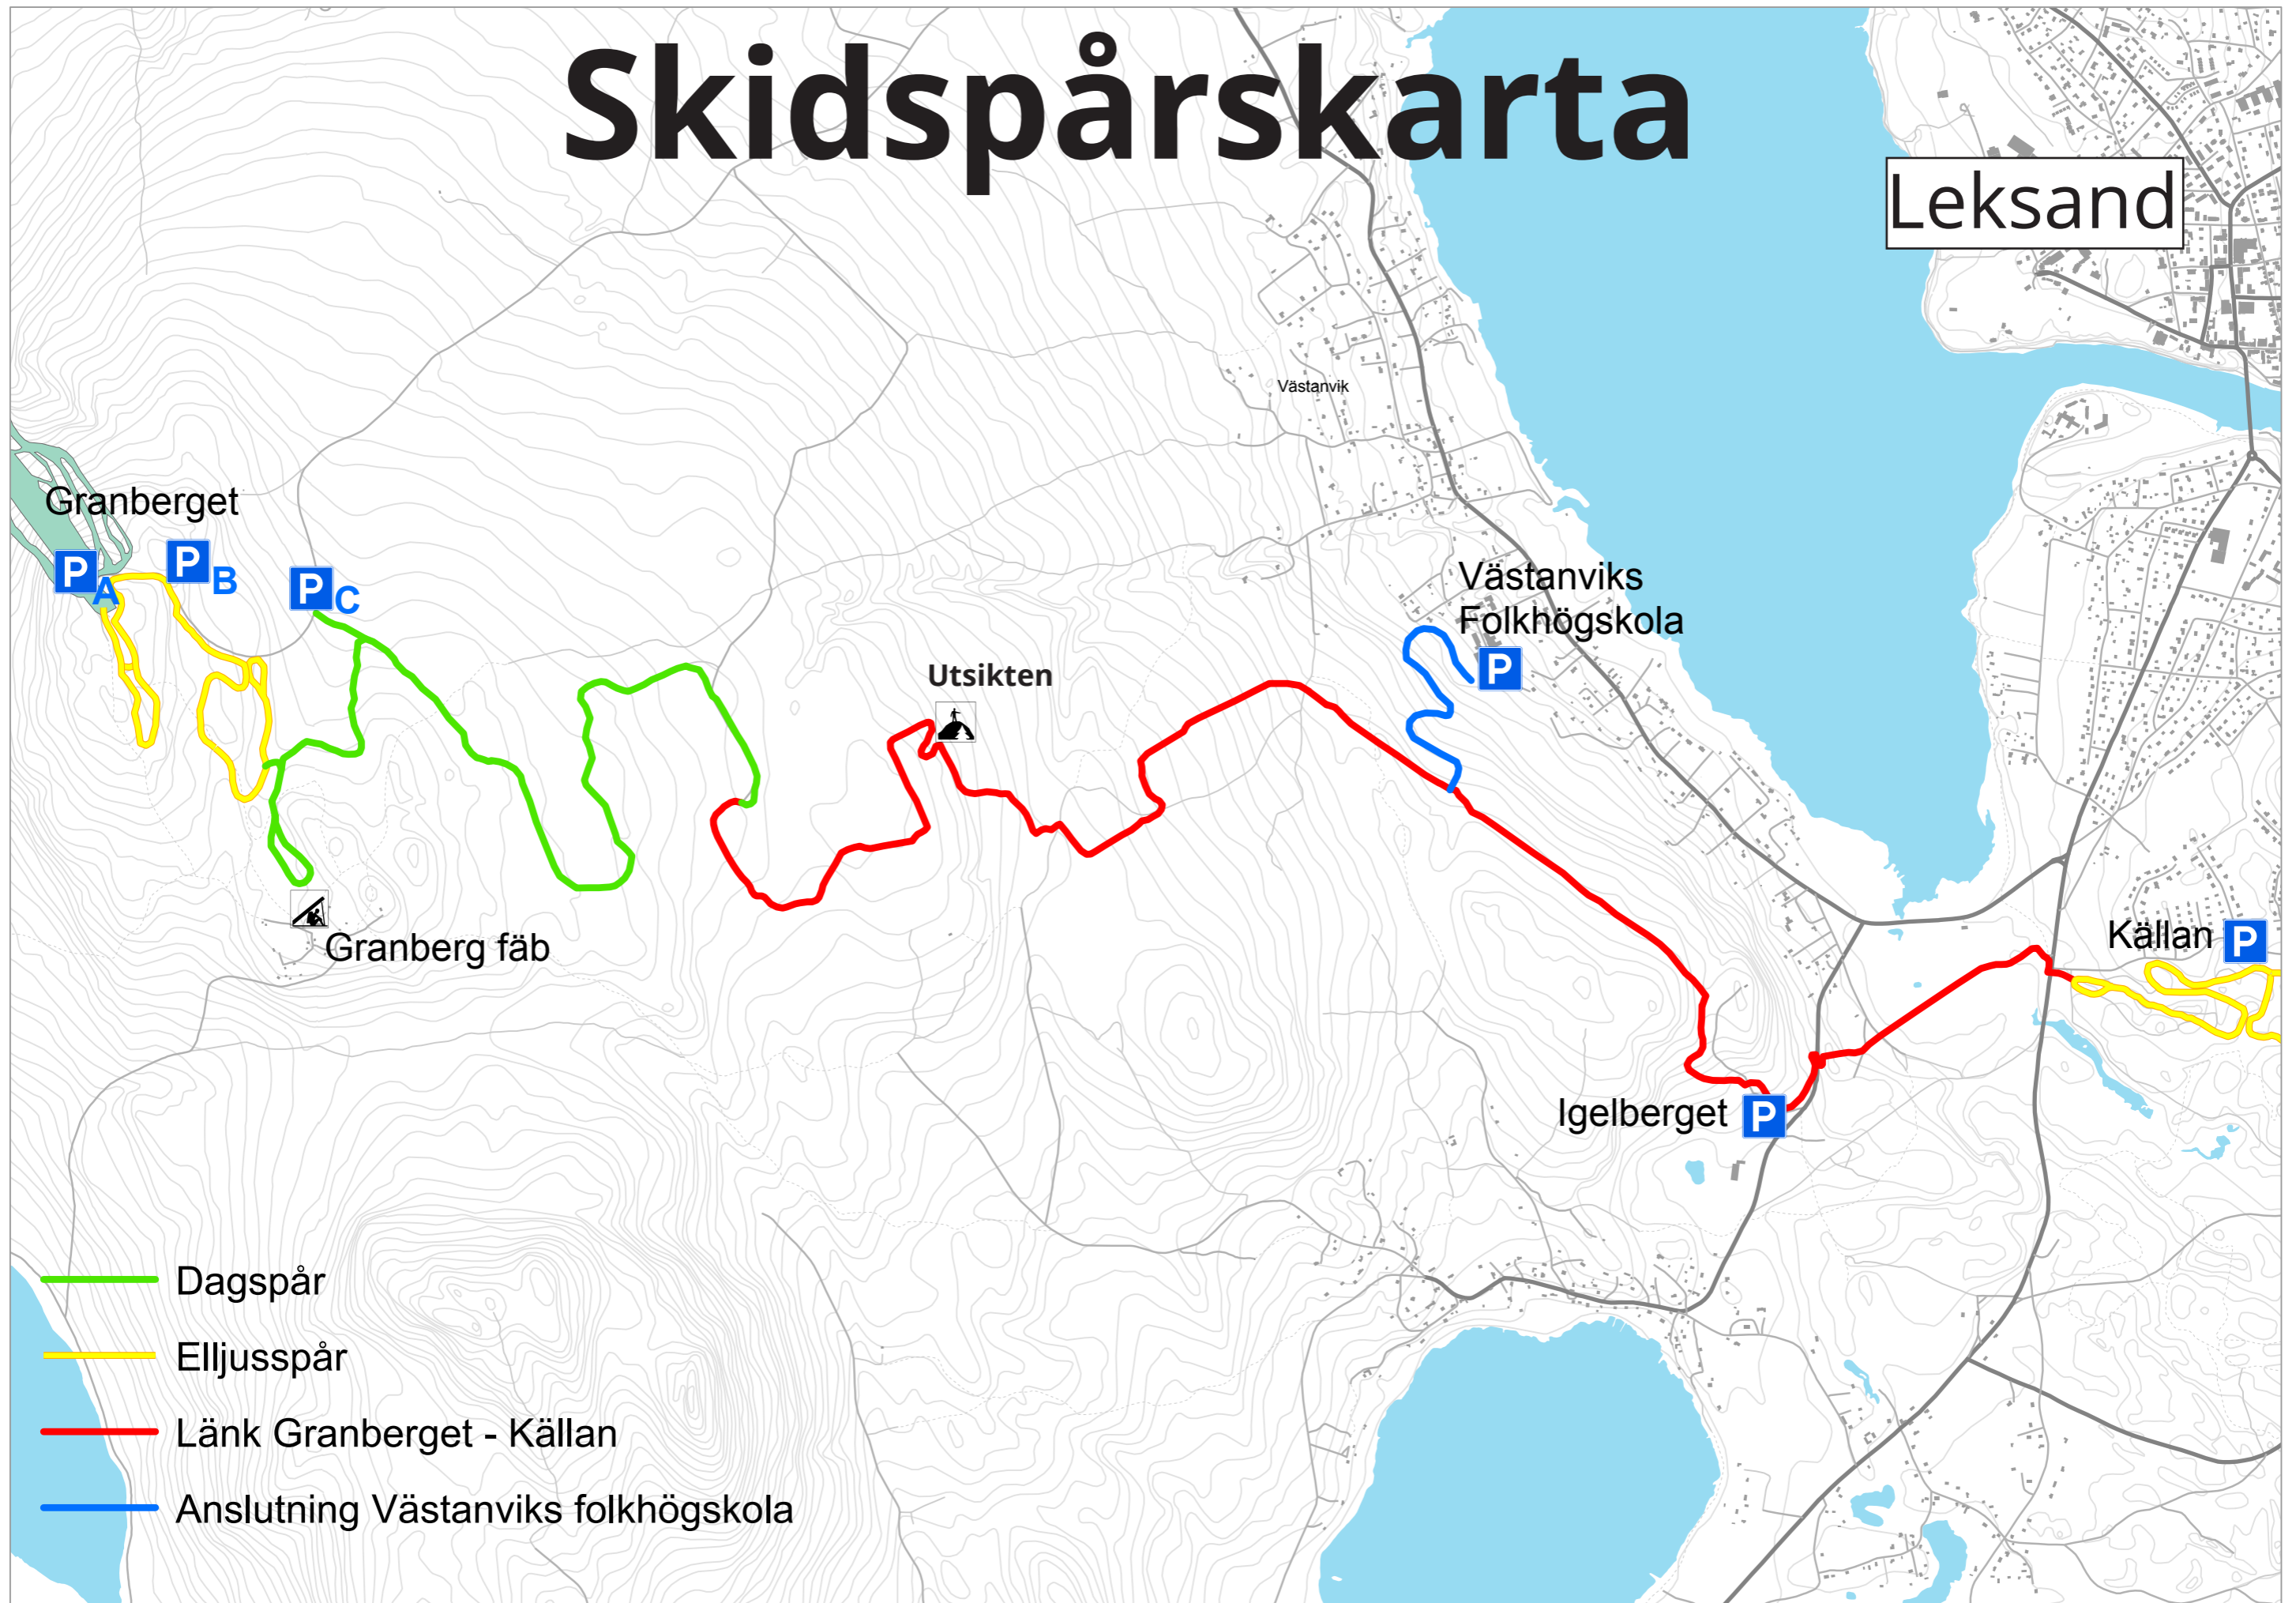 Skidspårskarta
Leksand
Västanvik
Granberget
P A
P B
P C
Västanviks
Folkhögskola
P
Utsikten
Källan P
Granberg fäb
Igelberget P
Dagspår
Elljusspår
Länk Granberget - Källan
Anslutning Västanviks folkhögskola